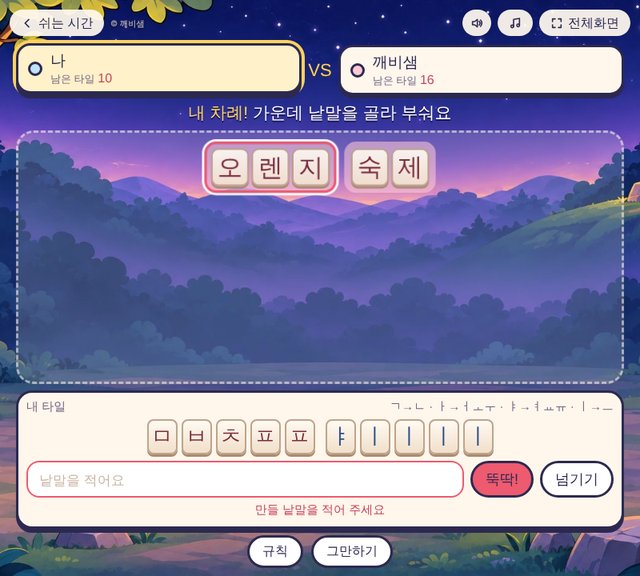 쉬는 시간
© 깨비샘
전체화면
나
남은 타일 10
VS
깨비샘
남은 타일 16
내 차례! 가운데 낱말을 골라 부숴요
오 렌 지
숙 제
내 타일
ㄱ→ㄴ · ㅏ→ㅓㅗㅜ · ㅑ→ㅕㅛㅠ · ㅣ→ㅡ
ㅁ ㅂ ㅊ ㅍ ㅍ ㅑ ㅣ ㅣ ㅣ ㅣ
낱말을 적어요
뚝딱!
넘기기
만들 낱말을 적어 주세요
규칙
그만하기